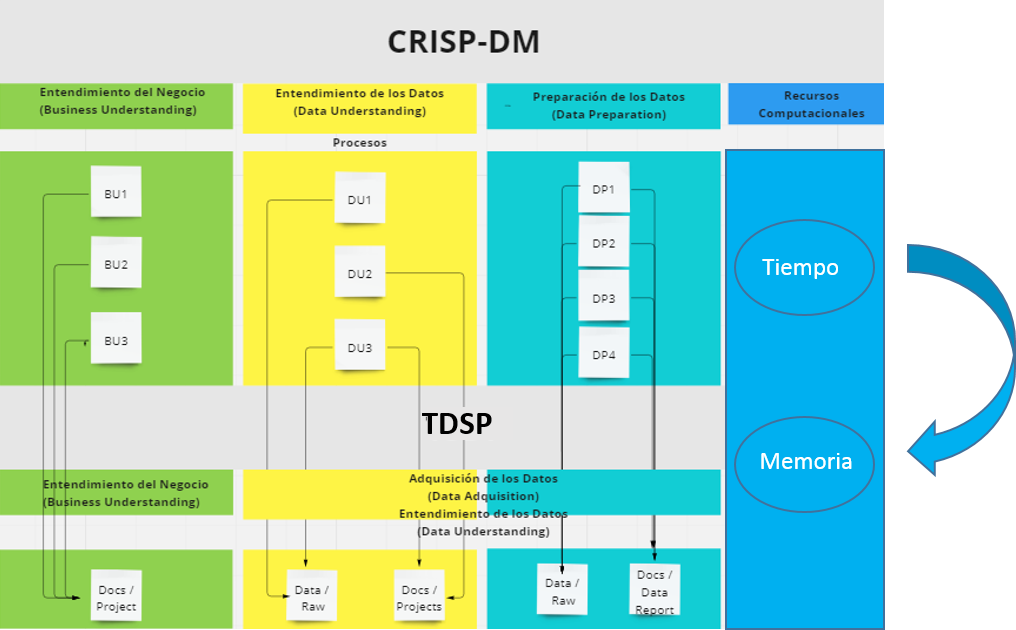 CRISP-DM
Entendimiento del Negocio
(Business Understanding)
Entendimiento de los Datos
(Data Understanding)
Preparación de los Datos
(Data Preparation)
Recursos
Computacionales
Procesos
BU1
BU2
BU3
DU1
DU2
DU3
DP1
DP2
DP3
DP4
Tiempo
Memoria
TDSP
Entendimiento del Negocio
(Business Understanding)
Adquisición de los Datos
(Data Adquisition)
Entendimiento de los Datos
(Data Understanding)
Docs /
Project
Data /
Raw
Docs /
Projects
Data /
Raw
Docs /
Data
Report